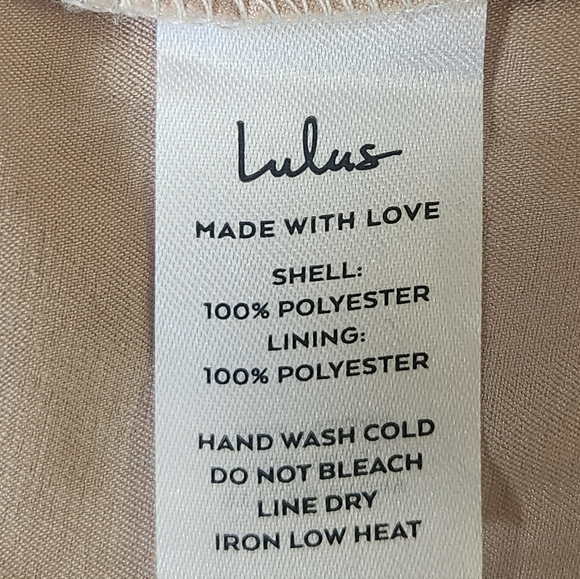 Lulus
MADE WITH LOVE
SHELL:
100% POLYESTER
LINING:
100% POLYESTER
HAND WASH COLD
DO NOT BLEACH
LINE DRY
IRON LOW HEAT